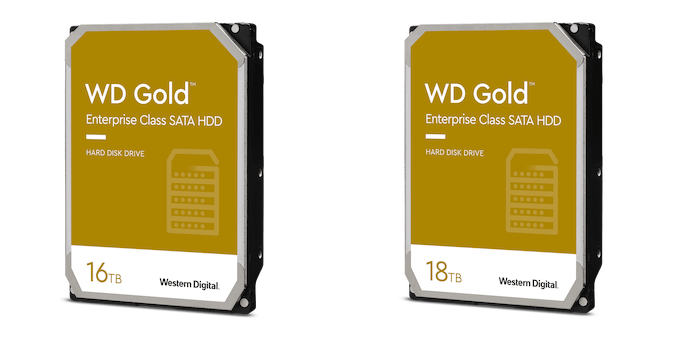 WD Gold™
Enterprise Class SATA HDD
HARD DISK DRIVE
16TB
Western Digital.
WD Gold™
Enterprise Class SATA HDD
HARD DISK DRIVE
18TB
Western Digital.